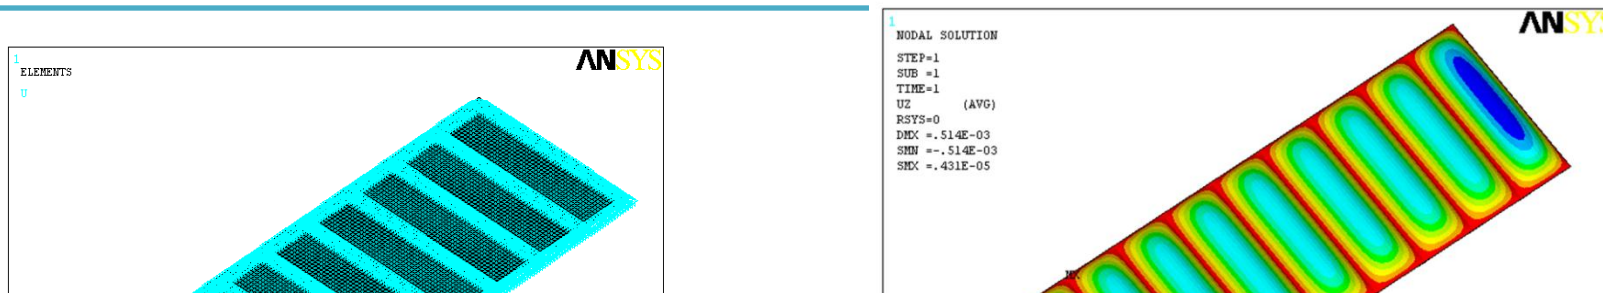 1
ELEMENTS
U
ANSYS
1
NODAL SOLUTION
STEP=1
SUB =1
TIME=1
UZ (AVG)
RSYS=0
DMX =.514E-03
SMN =-.514E-03
SMX =.431E-05
ANSYS
MX